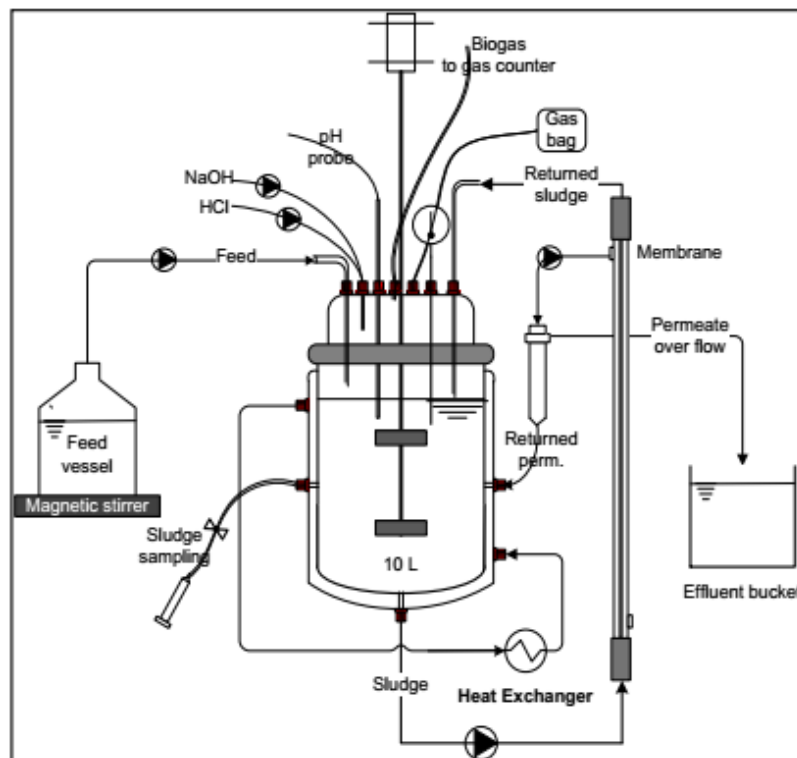 Biogas
to gas counter
Gas
bag
pH
probe
Returned
sludge
NaOH
HCl
Feed
Membrane
Permeate
over flow
Feed
vessel
Returned
perm.
Magnetic stirrer
Sludge
sampling
10 L
Effluent bucket
Sludge
Heat Exchanger